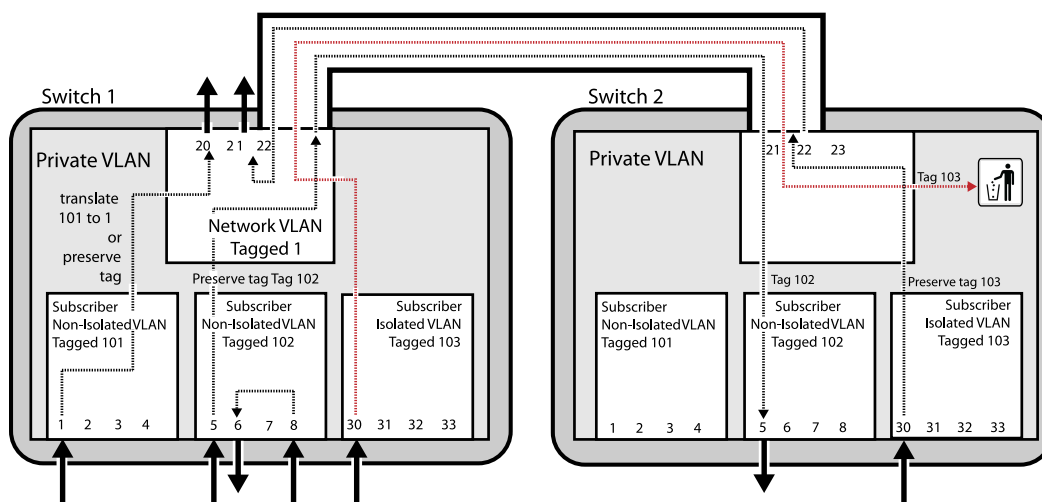 Switch 1
Private VLAN
20 21 22
translate
101 to 1
or
preserve
tag
Network VLAN
Tagged 1
Preserve tag Tag 102
Subscriber
Non-IsolatedVLAN
Tagged 101
1 2 3 4
Subscriber
Non-IsolatedVLAN
Tagged 102
5 6 7 8
Subscriber
Isolated VLAN
Tagged 103
30 31 32 33
Switch 2
Private VLAN
21 22 23
Tag 103
Tag 102
Preserve tag 103
Subscriber
Non-IsolatedVLAN
Tagged 101
1 2 3 4
Subscriber
Non-IsolatedVLAN
Tagged 102
5 6 7 8
Subscriber
Isolated VLAN
Tagged 103
30 31 32 33